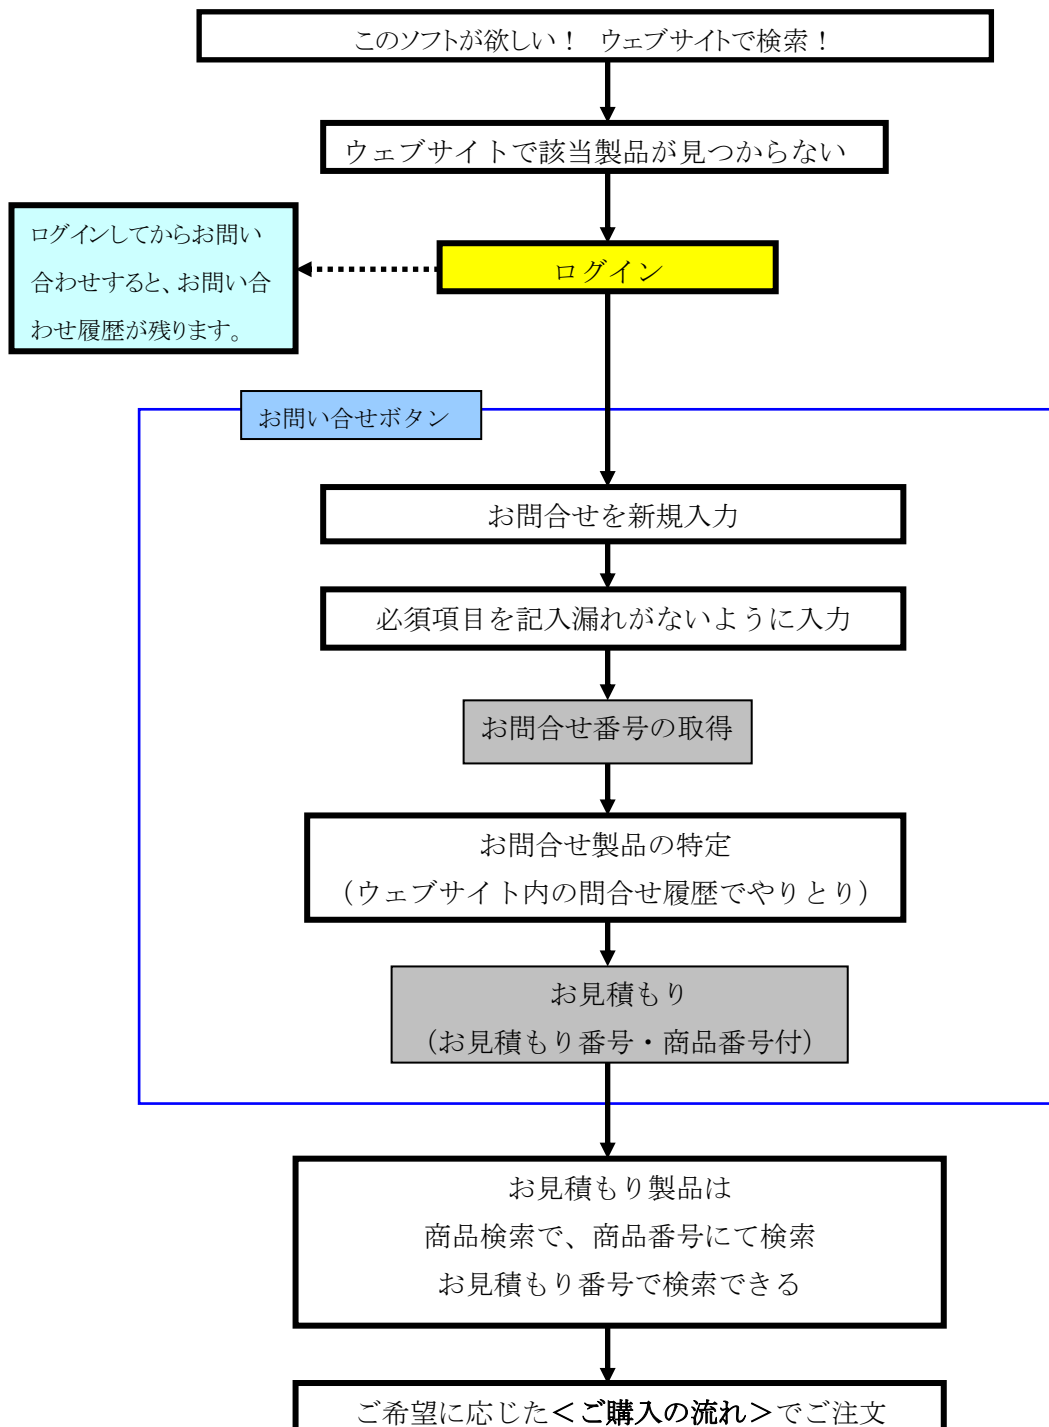 このソフトが欲しい！　ウェブサイトで検索！
ウェブサイトで該当製品が見つからない
ログインしてからお問い
合わせすると、お問い合
わせ履歴が残ります。
ログイン
お問い合せボタン
お問合せを新規入力
必須項目を記入漏れがないように入力
お問合せ番号の取得
お問合せ製品の特定
（ウェブサイト内の問合せ履歴でやりとり）
お見積もり
（お見積もり番号・商品番号付）
お見積もり製品は
商品検索で、商品番号にて検索
お見積もり番号で検索できる
ご希望に応じた＜ご購入の流れ＞でご注文